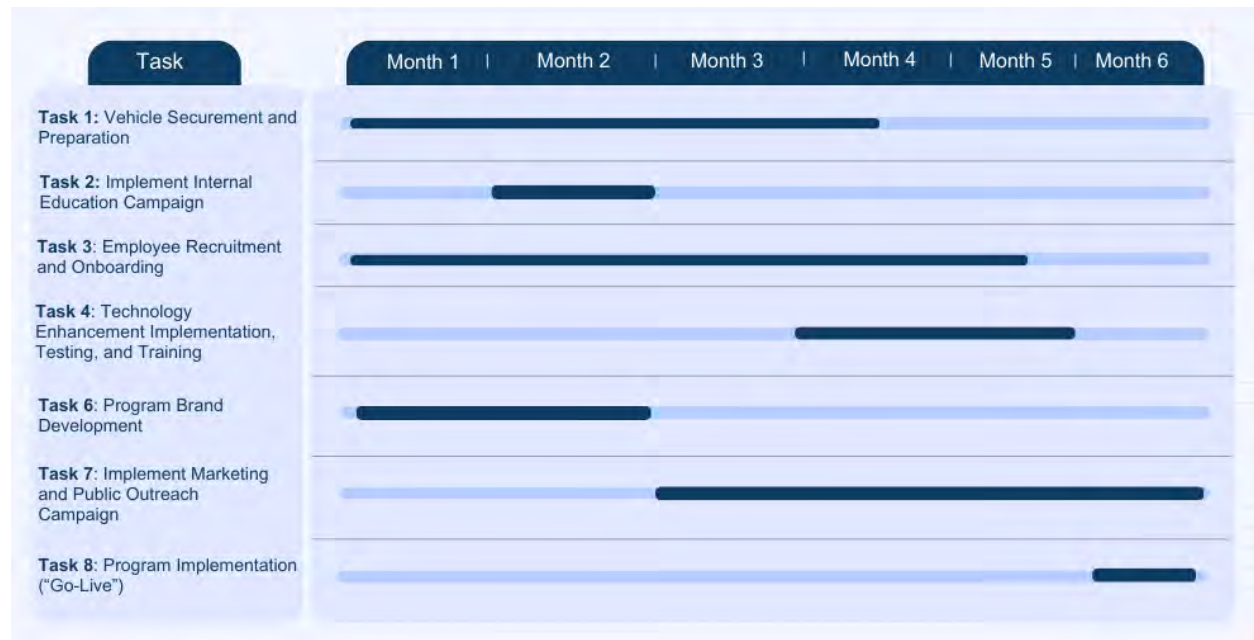 Task
Month 1 | Month 2 | Month 3 | Month 4 | Month 5 | Month 6
Task 1: Vehicle Securement and
Preparation
Task 2: Implement Internal
Education Campaign
Task 3: Employee Recruitment
and Onboarding
Task 4: Technology
Enhancement Implementation,
Testing, and Training
Task 6: Program Brand
Development
Task 7: Implement Marketing
and Public Outreach
Campaign
Task 8: Program Implementation
(“Go-Live”)